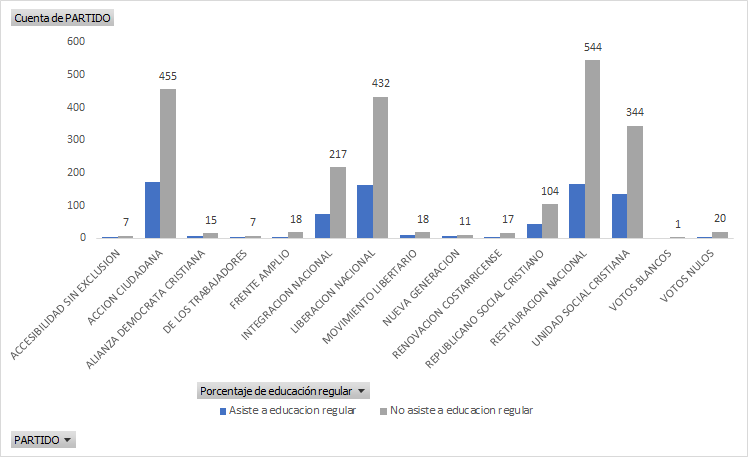 Cuenta de PARTIDO
600
500
400
300
200
100
0
7
455
15
7
18
217
432
18
11
17
104
544
344
1
20
ACCESIBILIDAD SIN EXCLUSION
ACCION CIUDADANA
ALIANZA DEMOCRATA CRISTIANA
DE LOS TRABAJADORES
FRENTE AMPLIO
INTEGRACION NACIONAL
LIBERACION NACIONAL
MOVIMIENTO LIBERTARIO
NUEVA GENERACION
RENOVACION COSTARRICENSE
REPUBLICANO SOCIAL CRISTIANO
RESTAURACION NACIONAL
UNIDAD SOCIAL CRISTIANA
VOTOS BLANCOS
VOTOS NULOS
Porcentaje de educación regular
Asiste a educacion regular No asiste a educacion regular
PARTIDO